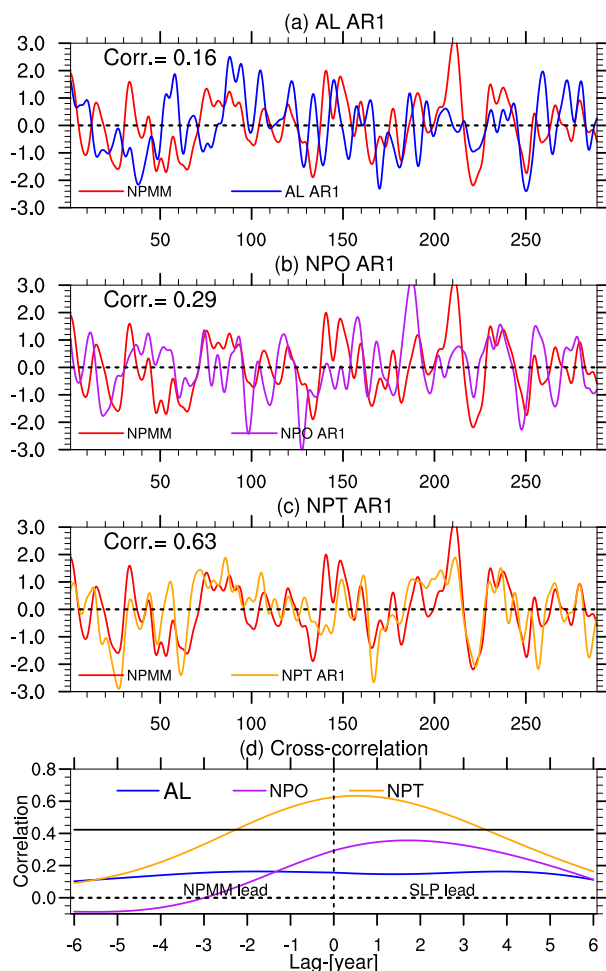 (a) AL AR1
Corr.= 0.16
3.0
2.0
1.0
0.0
-1.0
-2.0
-3.0
NPMM AL AR1
50 100 150 200 250
(b) NPO AR1
Corr.= 0.29
3.0
2.0
1.0
0.0
-1.0
-2.0
-3.0
NPMM NPO AR1
50 100 150 200 250
(c) NPT AR1
Corr.= 0.63
3.0
2.0
1.0
0.0
-1.0
-2.0
-3.0
NPMM NPT AR1
50 100 150 200 250
(d) Cross-correlation
0.8
0.6
0.4
0.2
0.0
Correlation
AL NPO NPT
NPMM lead SLP lead
-6 -5 -4 -3 -2 -1 0 1 2 3 4 5 6
Lag-[year]